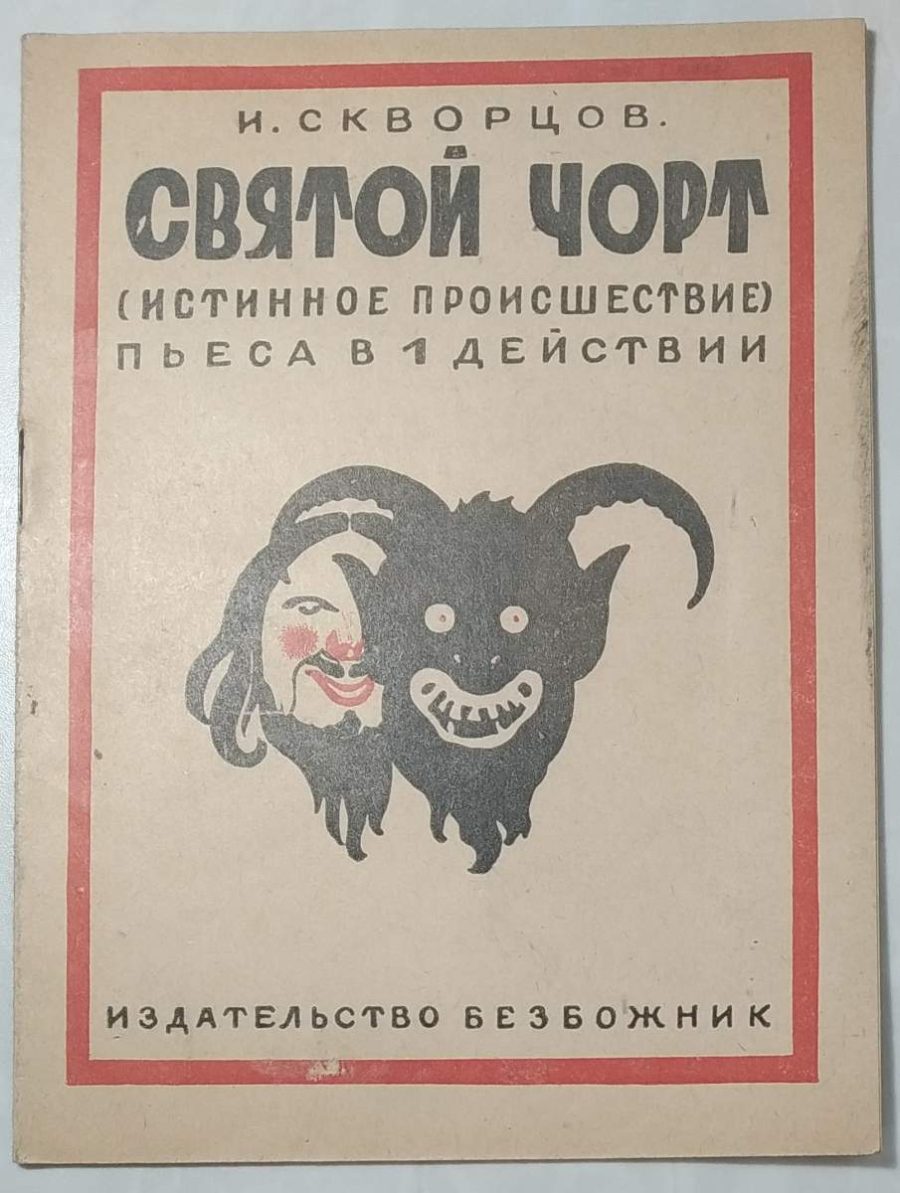 И. СКВОРЦОВ.
СВЯТОЙ ЧОРТ
(ИСТИННОЕ ПРОИСШЕСТВИЕ)
ПЬЕСА В 1 ДЕЙСТВИИ
ИЗДАТЕЛЬСТВО БЕЗБОЖНИК